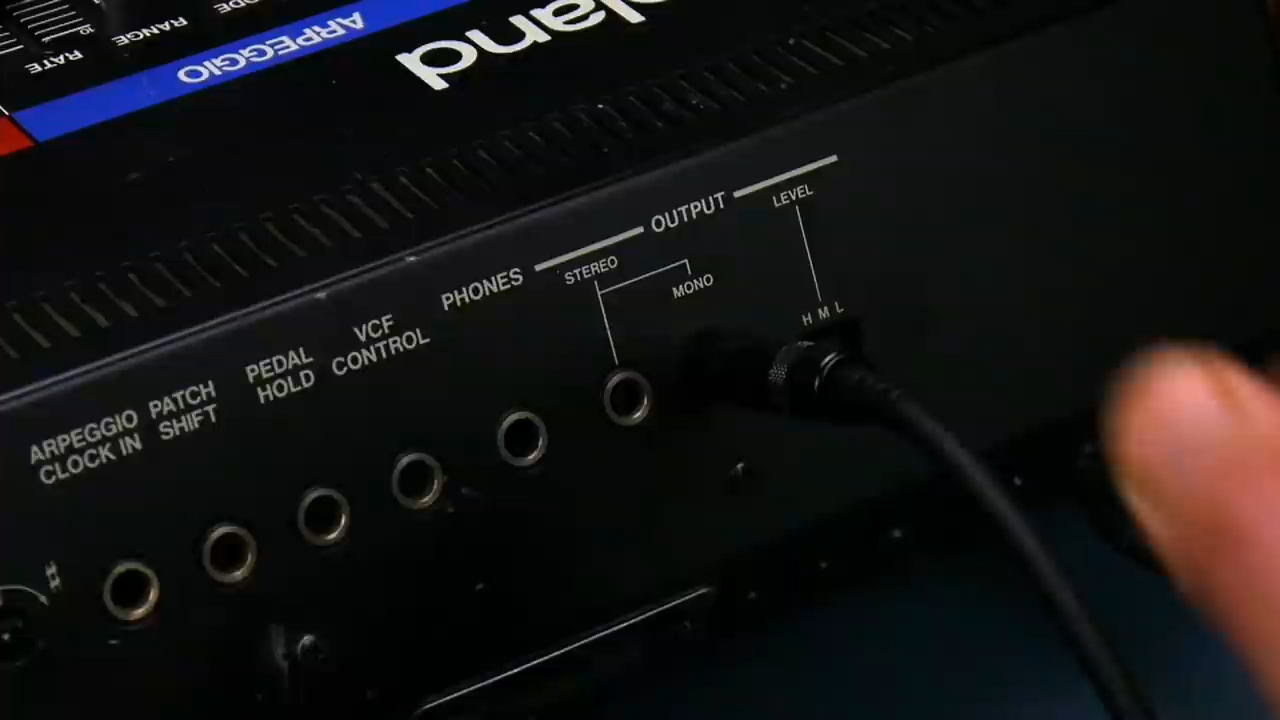 RATE
RANGE
ARPEGGIO
land
OUTPUT
LEVEL
STEREO
MONO
H M L
PHONES
VCF
CONTROL
PEDAL
HOLD
PATCH
SHIFT
ARPEGGIO
CLOCK IN